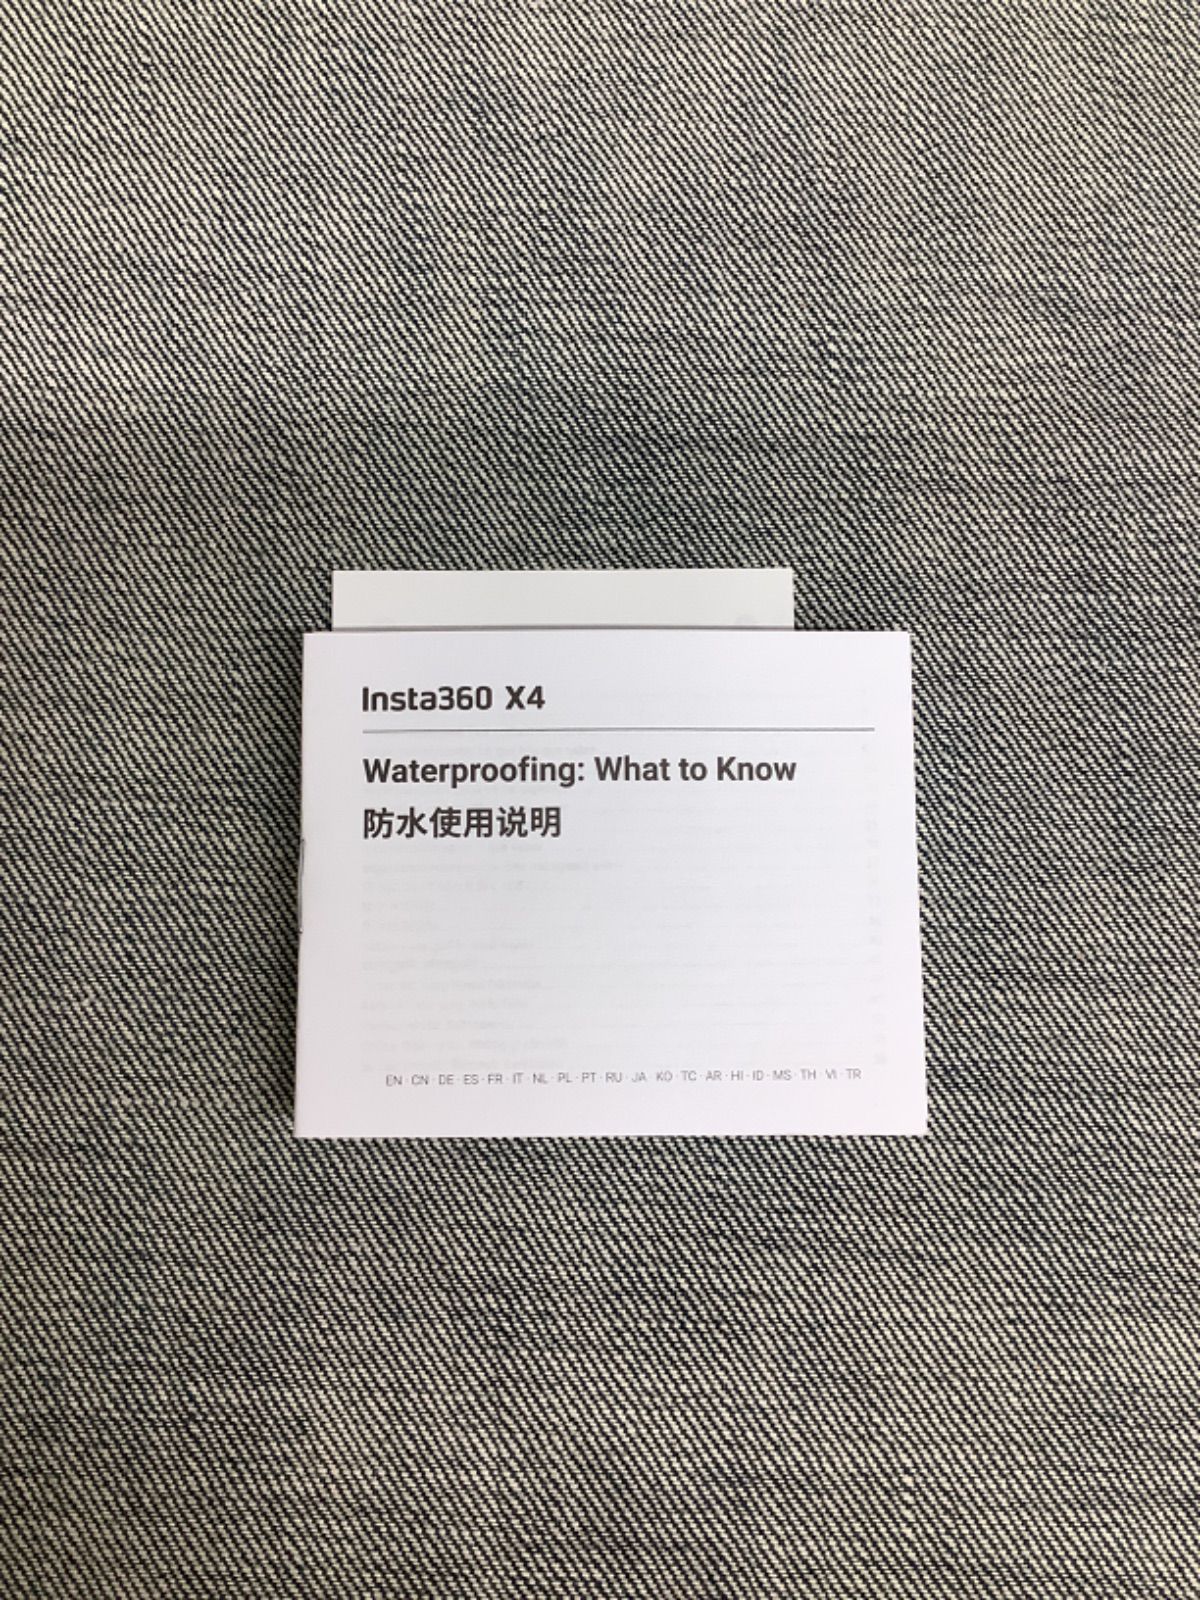 Insta360 X4
Waterproofing: What to Know
防水使用说明
EN · CN · DE · ES · FR · IT · NL · PL · PT · RU · JA · KO · TC · AR · HI · ID · MS · TH · VI · TR